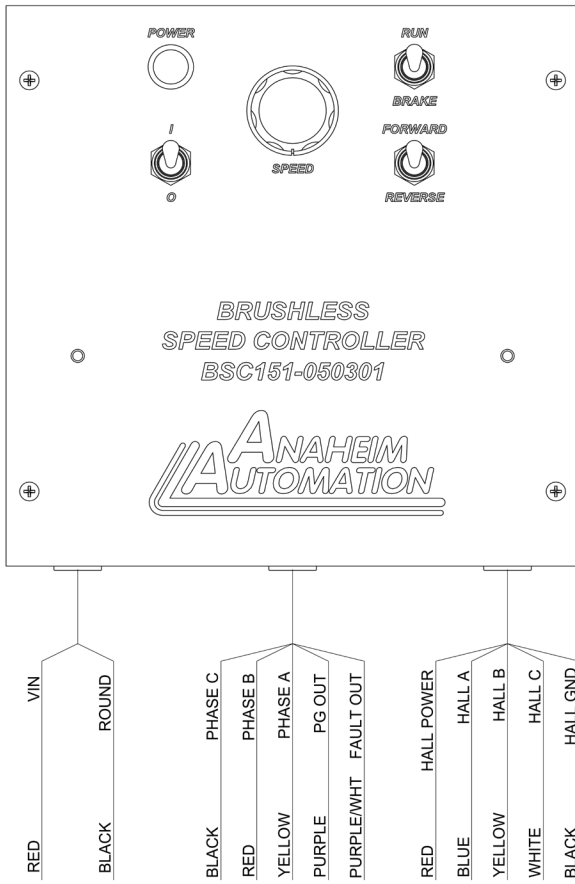 POWER
RUN
I
O
SPEED
BRAKE
FORWARD
REVERSE
BRUSHLESS
SPEED CONTROLLER
BSC151-050301
ANAHEIM
AUTOMATION
VIN
ROUND
PHASE C
PHASE B
PHASE A
PG OUT
FAULT OUT
HALL POWER
HALL A
HALL B
HALL C
HALL GND
RED
BLACK
BLACK
RED
YELLOW
PURPLE
PURPLE/WHT
RED
BLUE
YELLOW
WHITE
BLACK